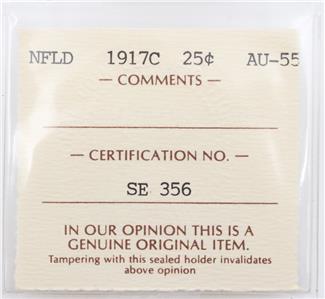 NFLD 1917C 25¢ AU-55
— COMMENTS —
— CERTIFICATION NO. —
SE 356
IN OUR OPINION THIS IS A
GENUINE ORIGINAL ITEM.
Tampering with this sealed holder invalidates
above opinion